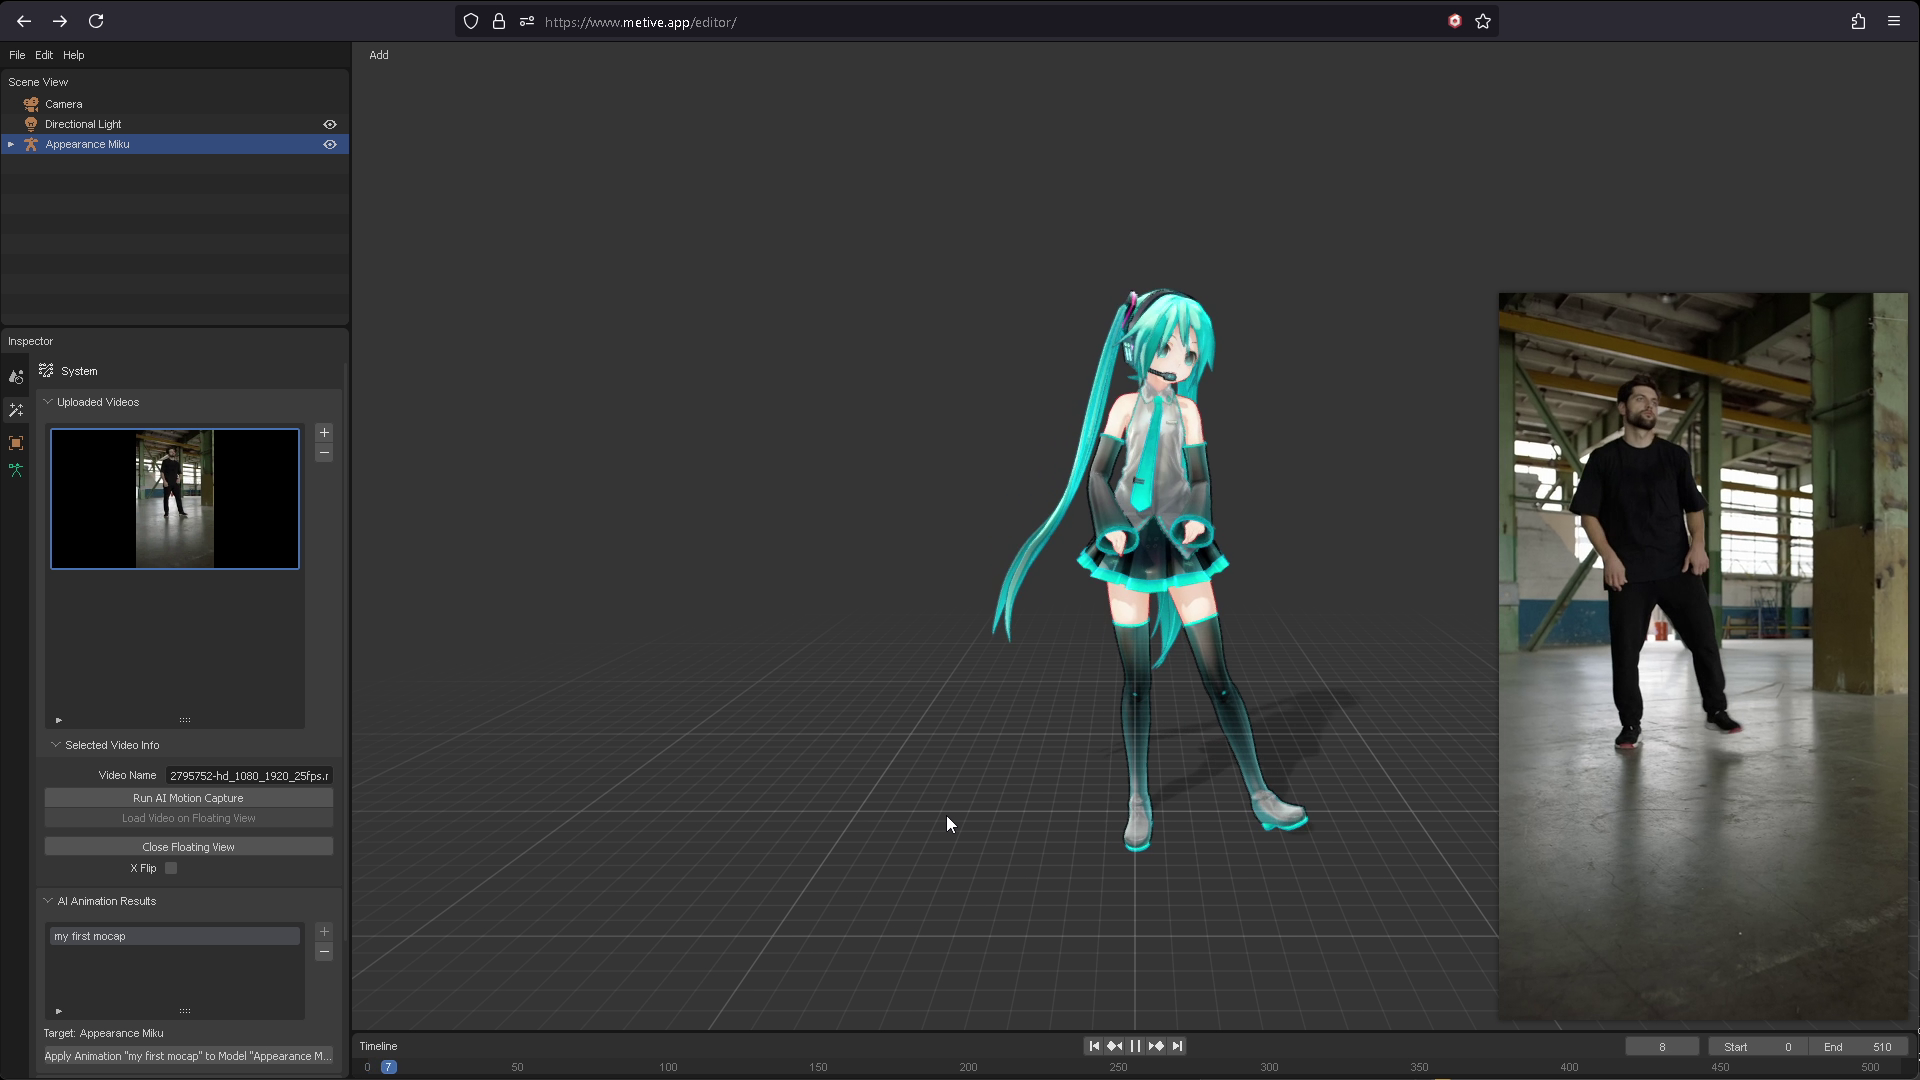 https://www.metive.app/editor/
File Edit Help
Add
Scene View
Camera
Directional Light
Appearance Miku
Inspector
System
Uploaded Videos
Selected Video Info
Video Name 2795752-hd_1080_1920_25fps.r
Run AI Motion Capture
Load Video on Floating View
Close Floating View
X Flip
AI Animation Results
my first mocap
Target: Appearance Miku
Apply Animation "my first mocap" to Model "Appearance M...
Timeline
8 Start 0 End 510
0 7 50 100 150 200 250 300 350 400 450 500